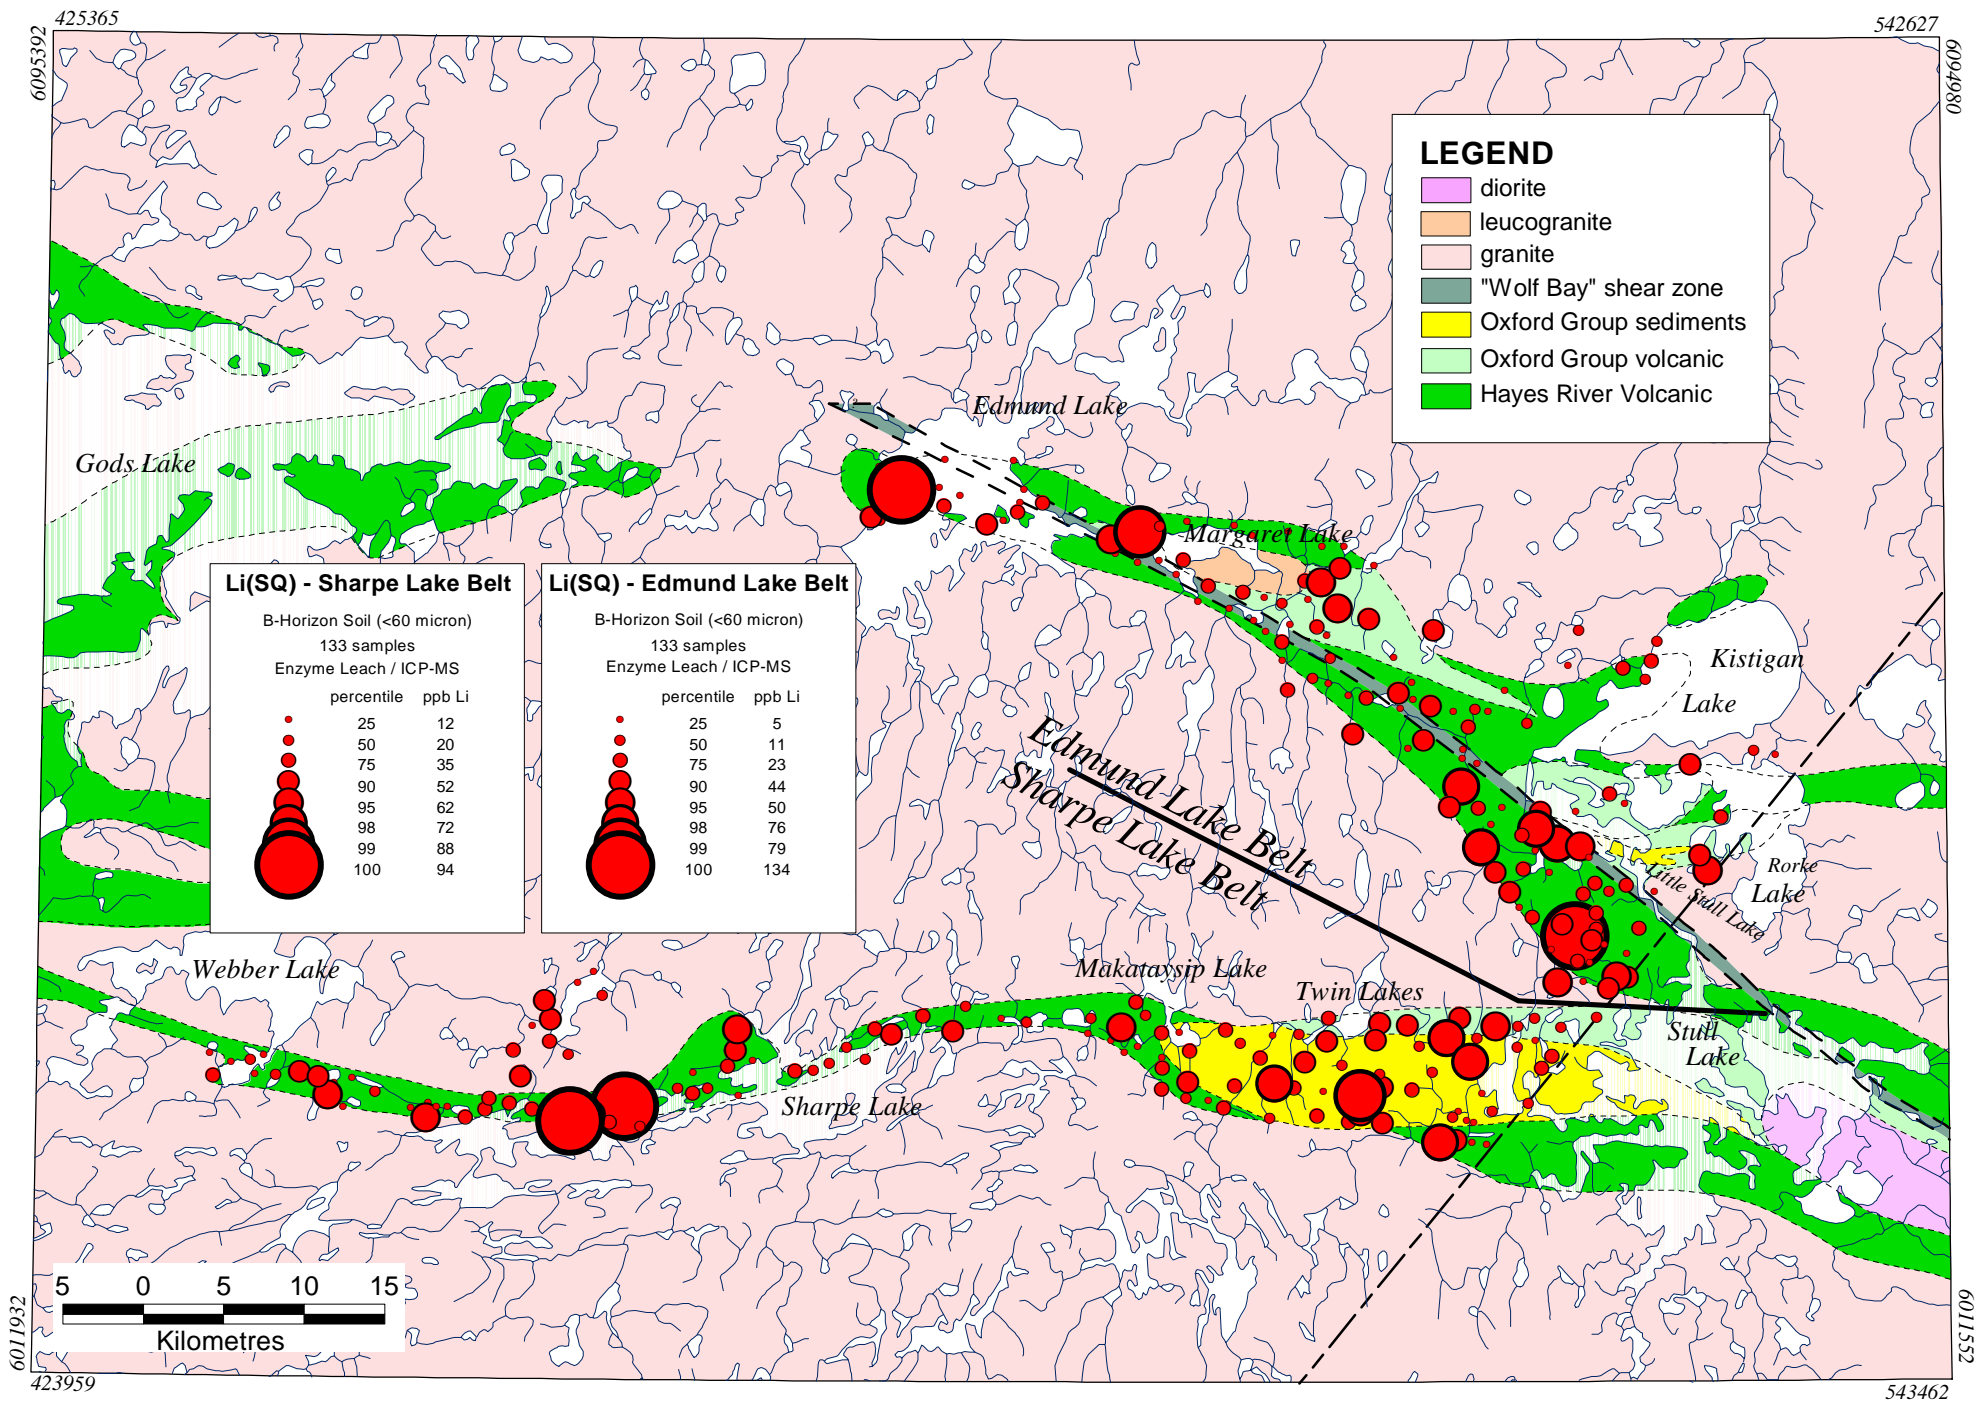 425365
542627
6095392
6094980
LEGEND
diorite
leucogranite
granite
"Wolf Bay" shear zone
Oxford Group sediments
Oxford Group volcanic
Hayes River Volcanic
Edmund Lake
Gods Lake
Margaret Lake
Li(SQ) - Sharpe Lake Belt
B-Horizon Soil (<60 micron)
133 samples
Enzyme Leach / ICP-MS
percentile ppb Li
25 12
50 20
75 35
90 52
95 62
98 72
99 88
100 94
Li(SQ) - Edmund Lake Belt
B-Horizon Soil (<60 micron)
133 samples
Enzyme Leach / ICP-MS
percentile ppb Li
25 5
50 11
75 23
90 44
95 50
98 76
99 79
100 134
Kistigan
Lake
Edmund Lake Belt
Sharpe Lake Belt
Rorke
Lake
Little Stull Lake
Webber Lake
Makataysip Lake
Twin Lakes
Stull
Lake
Sharpe Lake
5 0 5 10 15
Kilometres
6011932
6011552
423959
543462